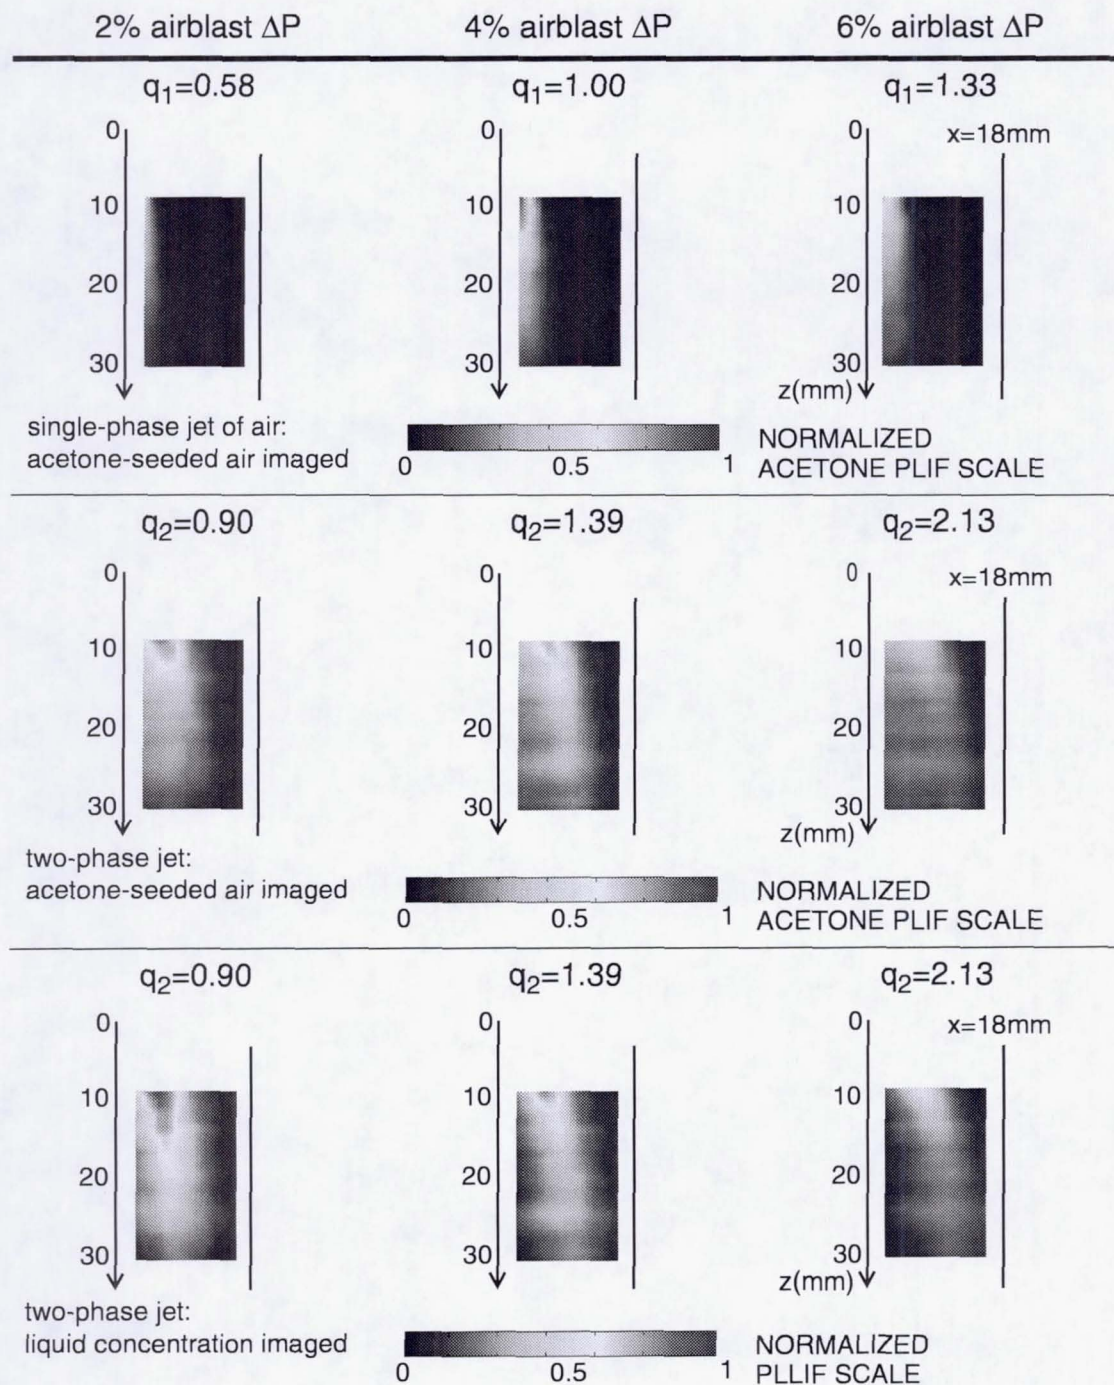 2% airblast ΔP 4% airblast ΔP 6% airblast ΔP
q₁=0.58 q₁=1.00 q₁=1.33
0 0 0 x=18mm
10 10 10
20 20 20
30 30 30
z(mm)
single-phase jet of air:
acetone-seeded air imaged
0 0.5 1
NORMALIZED
ACETONE PLIF SCALE
q₂=0.90 q₂=1.39 q₂=2.13
0 0 0 x=18mm
10 10 10
20 20 20
30 30 30
z(mm)
two-phase jet:
acetone-seeded air imaged
0 0.5 1
NORMALIZED
ACETONE PLIF SCALE
q₂=0.90 q₂=1.39 q₂=2.13
0 0 0 x=18mm
10 10 10
20 20 20
30 30 30
z(mm)
two-phase jet:
liquid concentration imaged
0 0.5 1
NORMALIZED
PLLIF SCALE